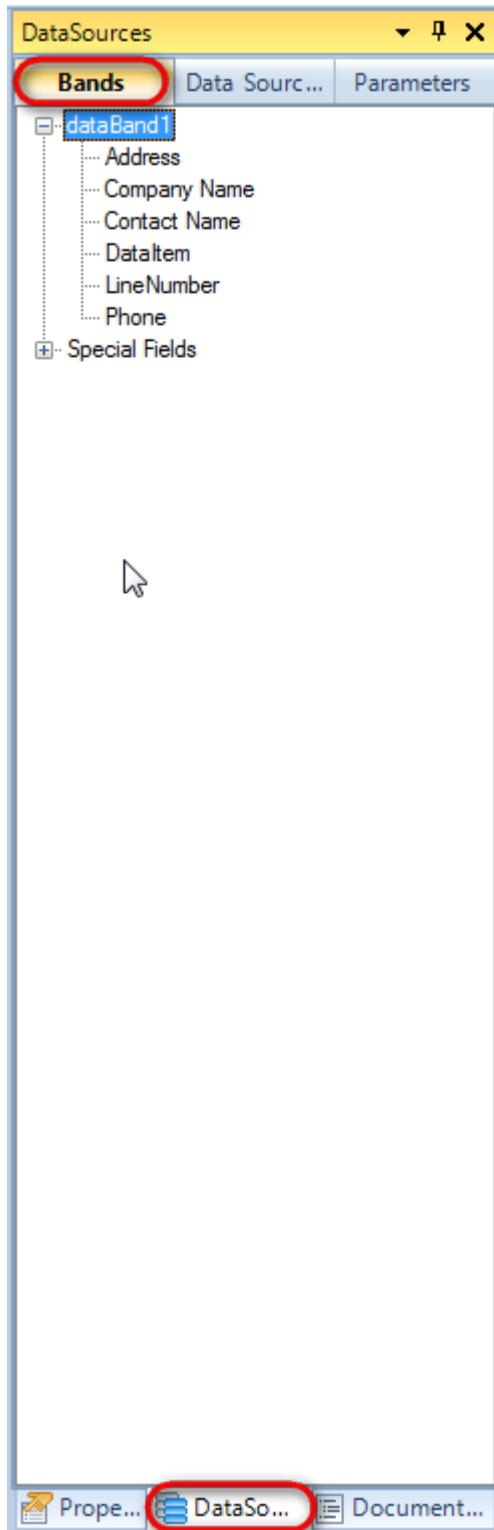 DataSources
Bands Data Sourc... Parameters
dataBand1
Address
Company Name
Contact Name
DataItem
LineNumber
Phone
Special Fields
Prope... DataSo... Document...